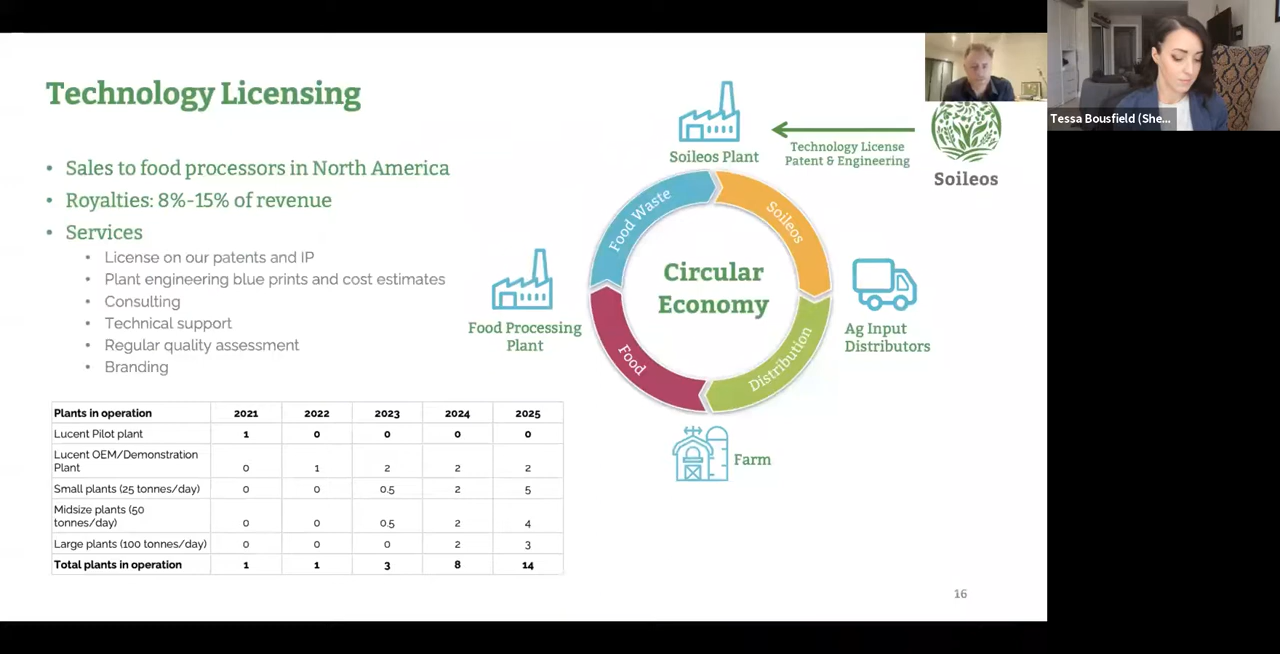 Technology Licensing
• Sales to food processors in North America
• Royalties: 8%-15% of revenue
• Services
• License on our patents and IP
• Plant engineering blue prints and cost estimates
• Consulting
• Technical support
• Regular quality assessment
• Branding
Plants in operation 2021 2022 2023 2024 2025
Lucent Pilot plant 1 0 0 0 0
Lucent OEM/Demonstration
Plant 0 1 2 2 2
Small plants (25 tonnes/day) 0 0 0.5 2 5
Midsize plants (50
tonnes/day) 0 0 0.5 2 4
Large plants (100 tonnes/day) 0 0 0 2 3
Total plants in operation 1 1 3 8 14
Soileos Plant
Technology License
Patent & Engineering
Soileos
Food Waste
Soileos
Circular
Economy
Food Processing
Plant
Ag Input
Distributors
Food
Distribution
Farm
16
Tessa Bousfield (She...